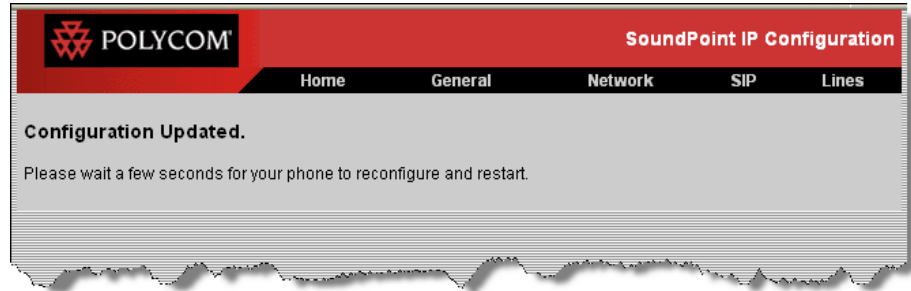 POLYCOM
SoundPoint IP Configuration
Home General Network SIP Lines
Configuration Updated.
Please wait a few seconds for your phone to reconfigure and restart.